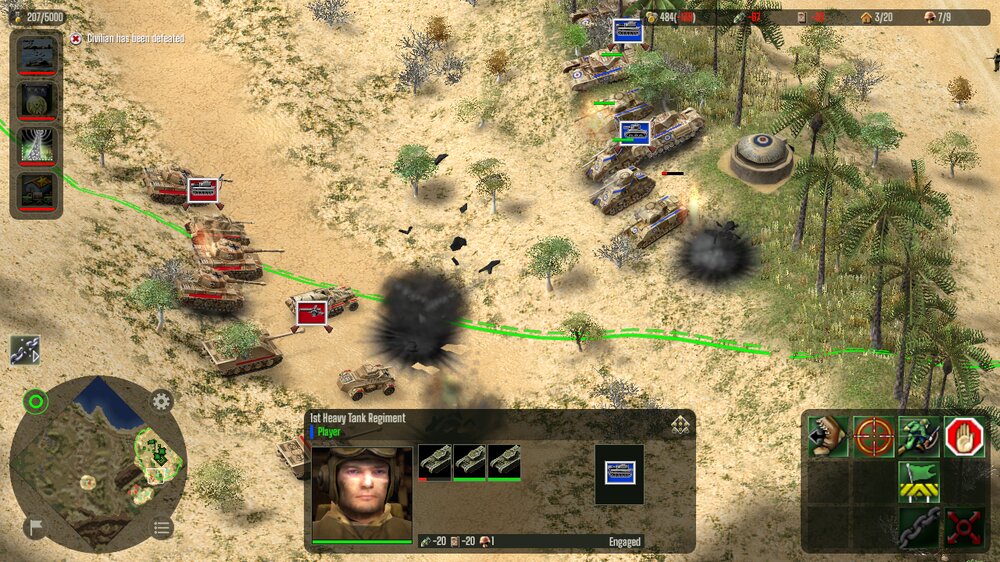 207/5000
484(
-67
3/20
7/9
Civilian has been defeated
1st Heavy Tank Regiment
Player
-20 -20 1
Engaged